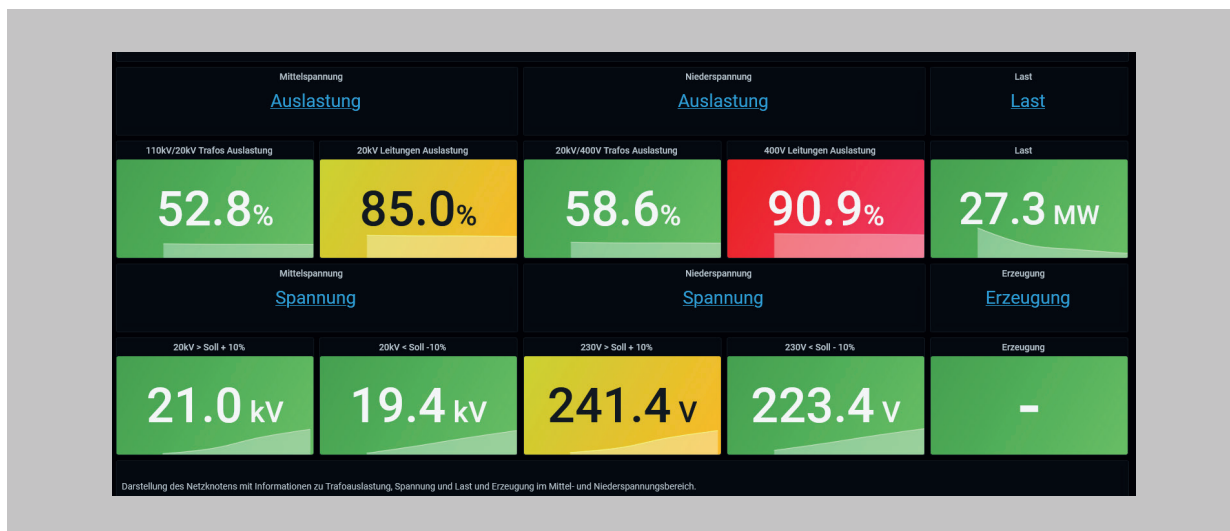 Mittelspannung
Auslastung
Niederspannung
Auslastung
Last
Last
110kV/20kV Trafos Auslastung
52.8%
20kV Leitungen Auslastung
85.0%
20kV/400V Trafos Auslastung
58.6%
400V Leitungen Auslastung
90.9%
Last
27.3 MW
Mittelspannung
Spannung
Niederspannung
Spannung
Erzeugung
Erzeugung
20kV > Soll + 10%
21.0 kV
20kV < Soll -10%
19.4 kV
230V > Soll + 10%
241.4 V
230V < Soll - 10%
223.4 V
Erzeugung
-
Darstellung des Netzknotens mit Informationen zu Trafoauslastung, Spannung und Last und Erzeugung im Mittel- und Niederspannungsbereich.